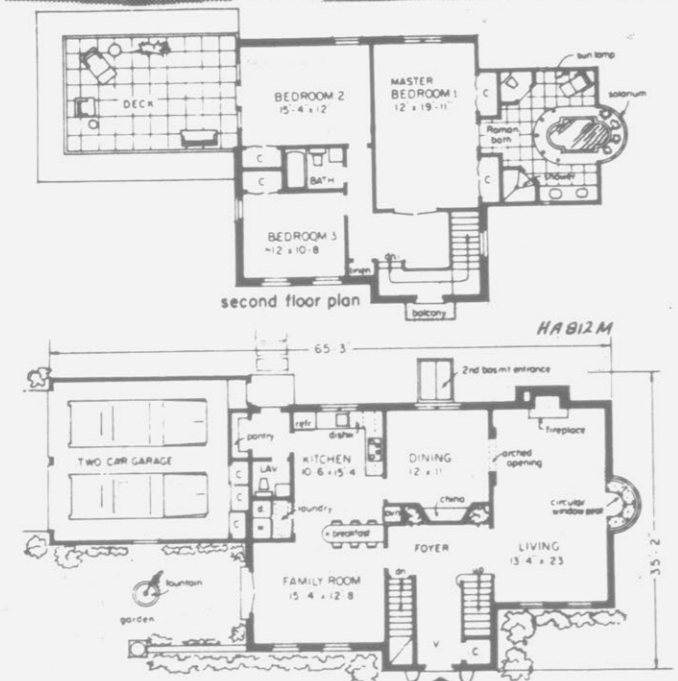 DECK
BEDROOM 2
15'-4 x 12
MASTER
BEDROOM 1
12' x 19'-11"
C
sun lamp
solarium
Roman
bath
C
C
BATH
C
shower
C
BEDROOM 3
12 x 10-8
linen
dn.
second floor plan
balcony
HA812M
65'-3"
2nd basm't entrance
refr
dishw
fireplace
pantry
KITCHEN
10-6 x 15-4
DINING
12 x 11
arched
opening
TWO CAR GARAGE
LAV
C
C
C
d.
w.
laundry
china
circular
window seat
breakfast
FOYER
LIVING
13'-4" x 23
35'-2"
FAMILY ROOM
15'-4 x 12'-8
dn
up
fountain
garden
V
C